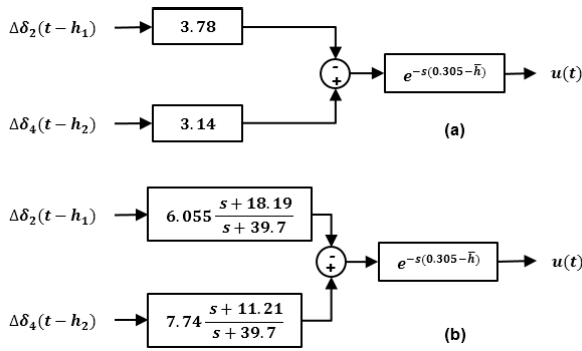 Δδ₂(t − h₁)
3.78
-
+
e^{−s(0.305−h̅)}
u(t)
Δδ₄(t − h₂)
3.14
(a)
Δδ₂(t − h₁)
6.055 (s + 18.19)/(s + 39.7)
-
+
e^{−s(0.305−h̅)}
u(t)
Δδ₄(t − h₂)
7.74 (s + 11.21)/(s + 39.7)
(b)